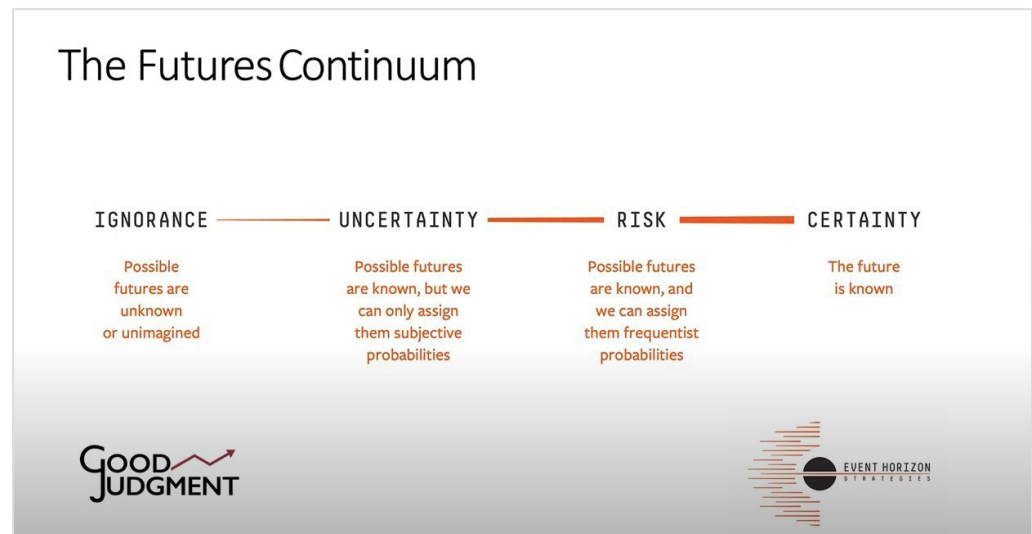 The Futures Continuum
IGNORANCE
UNCERTAINTY
RISK
CERTAINTY
Possible
futures are
unknown
or unimagined
Possible futures
are known, but we
can only assign
them subjective
probabilities
Possible futures
are known, and
we can assign
them frequentist
probabilities
The future
is known
GOOD
JUDGMENT
EVENT HORIZON
STRATEGIES